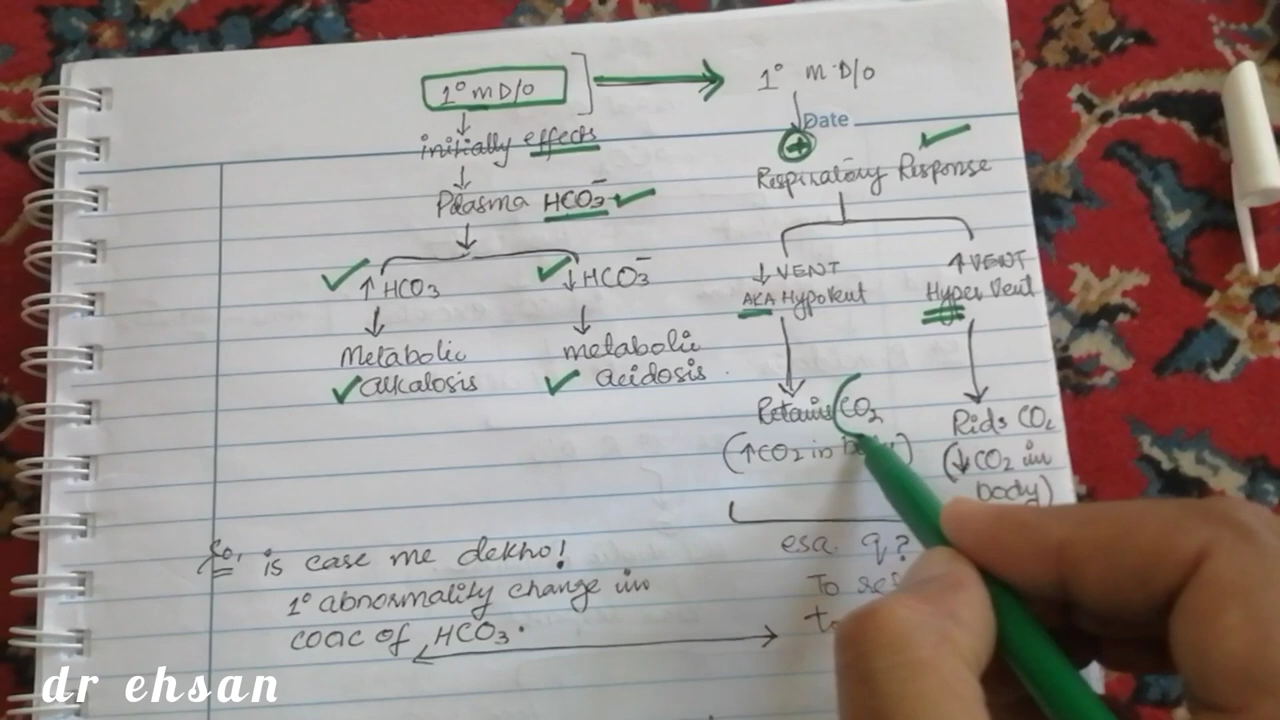 1° m D/o
1° m D/o
Date
initially effects
Respiratory Response
Plasma HCO3⁻
↑ HCO3
↓ HCO3⁻
↓ VENT
↑ VENT
AKA Hypovent
Hyper Vent
Metabolic
alkalosis
metabolic
acidosis
Retains CO2
(↑CO2 in
Rids CO2
(↓CO2 in
body)
So, is case me dekho!
1° abnormality change in
conc of HCO3.
esa q?
To
dr ehsan